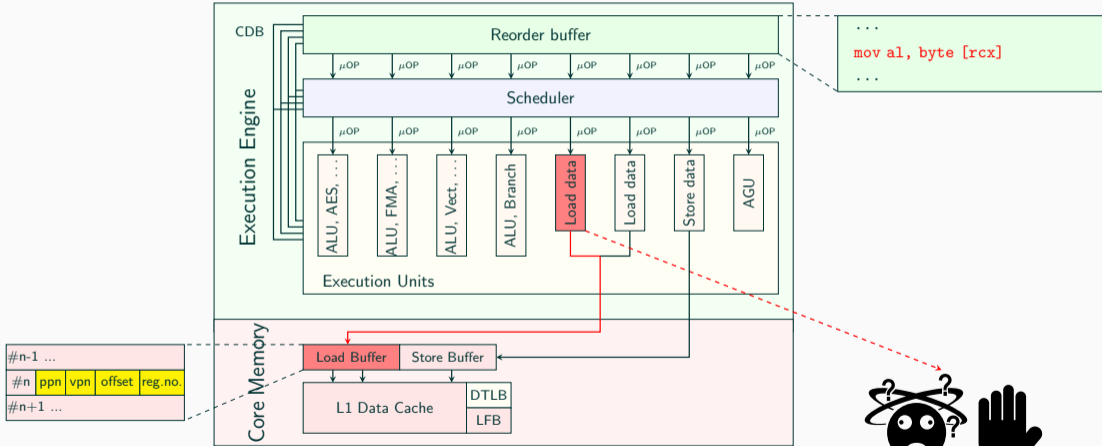 CDB
Reorder buffer
...
mov al, byte [rcx]
...
μOP μOP μOP μOP μOP μOP μOP μOP
Scheduler
μOP μOP μOP μOP μOP μOP μOP μOP
Execution Engine
ALU, AES, ...
ALU, FMA, ...
ALU, Vect, ...
ALU, Branch
Load data
Load data
Store data
AGU
Execution Units
Core Memory
#n-1 ...
#n ppn vpn offset reg.no.
#n+1 ...
Load Buffer Store Buffer
L1 Data Cache
DTLB
LFB
? ? ?